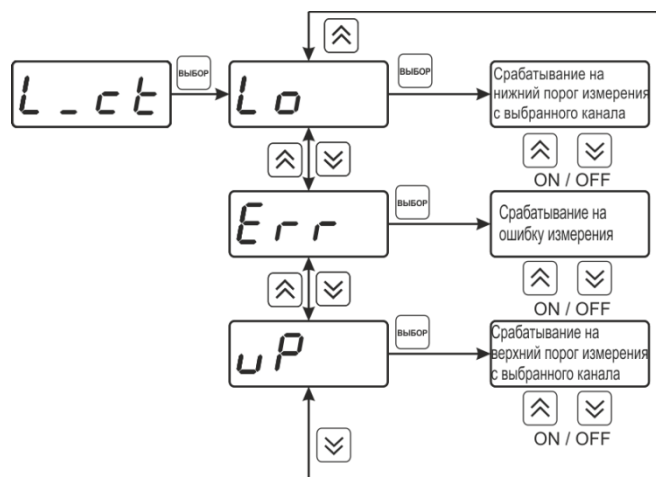 L_ct
ВЫБОР
Lo
ВЫБОР
Срабатывание на
нижний порог измерения
с выбранного канала
ON / OFF
Err
ВЫБОР
Срабатывание на
ошибку измерения
ON / OFF
uP
ВЫБОР
Срабатывание на
верхний порог измерения
с выбранного канала
ON / OFF